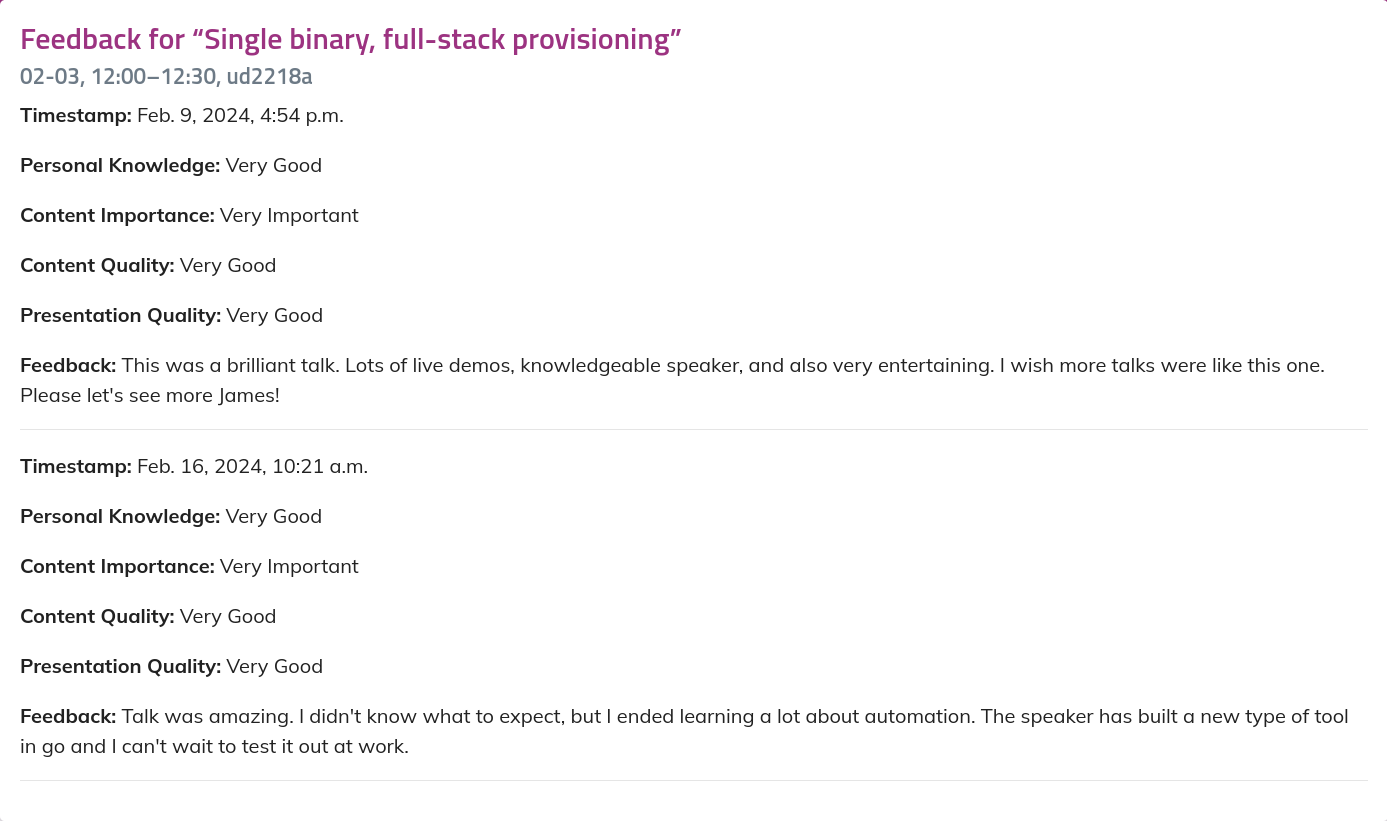 Feedback for “Single binary, full-stack provisioning”
02-03, 12:00–12:30, ud2218a
Timestamp: Feb. 9, 2024, 4:54 p.m.
Personal Knowledge: Very Good
Content Importance: Very Important
Content Quality: Very Good
Presentation Quality: Very Good
Feedback: This was a brilliant talk. Lots of live demos, knowledgeable speaker, and also very entertaining. I wish more talks were like this one.
Please let's see more James!
Timestamp: Feb. 16, 2024, 10:21 a.m.
Personal Knowledge: Very Good
Content Importance: Very Important
Content Quality: Very Good
Presentation Quality: Very Good
Feedback: Talk was amazing. I didn't know what to expect, but I ended learning a lot about automation. The speaker has built a new type of tool
in go and I can't wait to test it out at work.